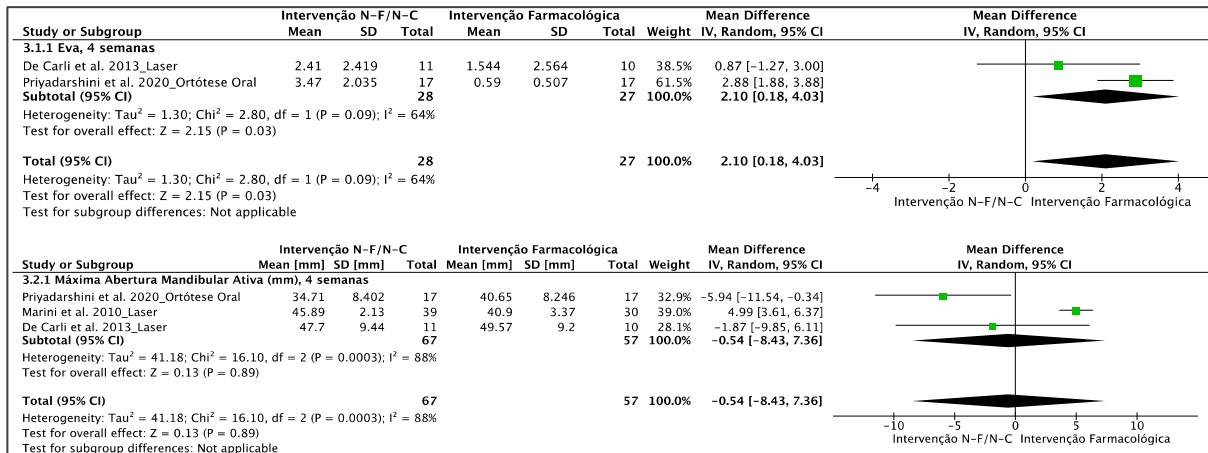 Intervenção N-F/N-C Intervenção Farmacológica Mean Difference Mean Difference
Study or Subgroup Mean SD Total Mean SD Total Weight IV, Random, 95% CI IV, Random, 95% CI
3.1.1 Eva, 4 semanas
De Carli et al. 2013_Laser 2.41 2.419 11 1.544 2.564 10 38.5% 0.87 [-1.27, 3.00]
Priyadarshini et al. 2020_Ortótese Oral 3.47 2.035 17 0.59 0.507 17 61.5% 2.88 [1.88, 3.88]
Subtotal (95% CI) 28 27 100.0% 2.10 [0.18, 4.03]
Heterogeneity: Tau² = 1.30; Chi² = 2.80, df = 1 (P = 0.09); I² = 64%
Test for overall effect: Z = 2.15 (P = 0.03)
Total (95% CI) 28 27 100.0% 2.10 [0.18, 4.03]
Heterogeneity: Tau² = 1.30; Chi² = 2.80, df = 1 (P = 0.09); I² = 64%
Test for overall effect: Z = 2.15 (P = 0.03)
Test for subgroup differences: Not applicable
-4 -2 0 2 4
Intervenção N-F/N-C Intervenção Farmacológica
Intervenção N-F/N-C Intervenção Farmacológica Mean Difference Mean Difference
Study or Subgroup Mean [mm] SD [mm] Total Mean [mm] SD [mm] Total Weight IV, Random, 95% CI IV, Random, 95% CI
3.2.1 Máxima Abertura Mandibular Ativa (mm), 4 semanas
Priyadarshini et al. 2020_Ortótese Oral 34.71 8.402 17 40.65 8.246 17 32.9% -5.94 [-11.54, -0.34]
Marini et al. 2010_Laser 45.89 2.13 39 40.9 3.37 30 39.0% 4.99 [3.61, 6.37]
De Carli et al. 2013_Laser 47.7 9.44 11 49.57 9.2 10 28.1% -1.87 [-9.85, 6.11]
Subtotal (95% CI) 67 57 100.0% -0.54 [-8.43, 7.36]
Heterogeneity: Tau² = 41.18; Chi² = 16.10, df = 2 (P = 0.0003); I² = 88%
Test for overall effect: Z = 0.13 (P = 0.89)
Total (95% CI) 67 57 100.0% -0.54 [-8.43, 7.36]
Heterogeneity: Tau² = 41.18; Chi² = 16.10, df = 2 (P = 0.0003); I² = 88%
Test for overall effect: Z = 0.13 (P = 0.89)
Test for subgroup differences: Not applicable
-10 -5 0 5 10
Intervenção N-F/N-C Intervenção Farmacológica